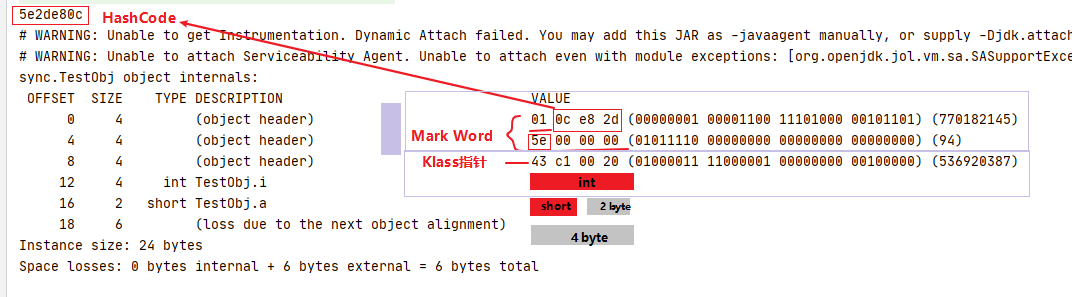 5e2de80c HashCode
# WARNING: Unable to get Instrumentation. Dynamic Attach failed. You may add this JAR as -javaagent manually, or supply -Djdk.attach
# WARNING: Unable to attach Serviceability Agent. Unable to attach even with module exceptions: [org.openjdk.jol.vm.sa.SASupportExce
sync.TestObj object internals:
OFFSET SIZE TYPE DESCRIPTION VALUE
0 4 (object header) 01 0c e8 2d (00000001 00001100 11101000 00101101) (770182145)
Mark Word
4 4 (object header) 5e 00 00 00 (01011110 00000000 00000000 00000000) (94)
8 4 (object header) Klass指针 43 c1 00 20 (01000011 11000001 00000000 00100000) (536920387)
12 4 int TestObj.i int
16 2 short TestObj.a short 2 byte
18 6 (loss due to the next object alignment) 4 byte
Instance size: 24 bytes
Space losses: 0 bytes internal + 6 bytes external = 6 bytes total